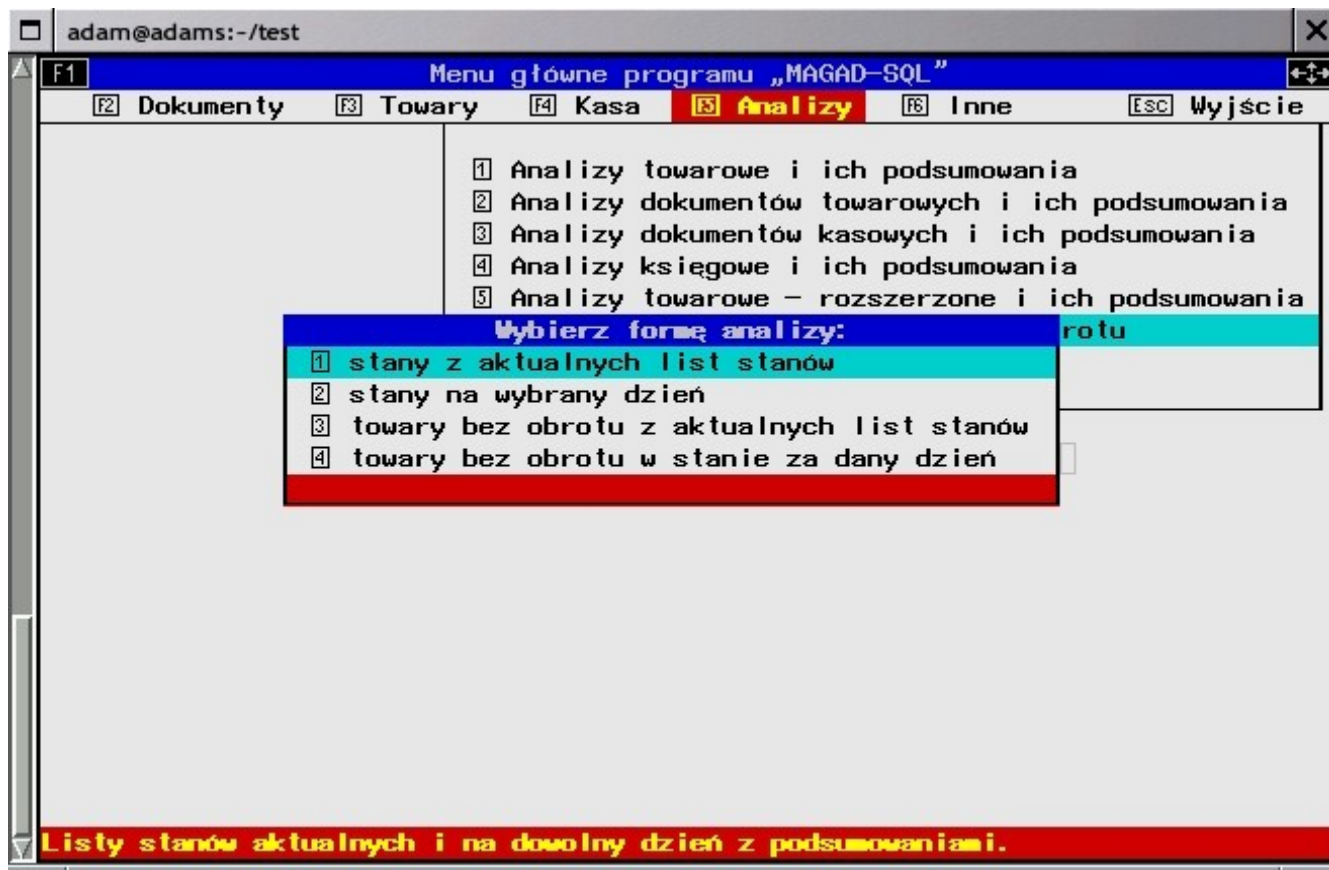 adam@adams:~/test
F1 Menu główne programu „MAGAD-SQL”
F2 Dokumenty F3 Towary F4 Kasa F5 Analizy F6 Inne ESC Wyjście
1 Analizy towarowe i ich podsumowania
2 Analizy dokumentów towarowych i ich podsumowania
3 Analizy dokumentów kasowych i ich podsumowania
4 Analizy księgowe i ich podsumowania
5 Analizy towarowe – rozszerzone i ich podsumowania
rotu
Wybierz formę analizy:
1 stany z aktualnych list stanów
2 stany na wybrany dzień
3 towary bez obrotu z aktualnych list stanów
4 towary bez obrotu w stanie za dany dzień
Listy stanów aktualnych i na dowolny dzień z podsumowaniami.